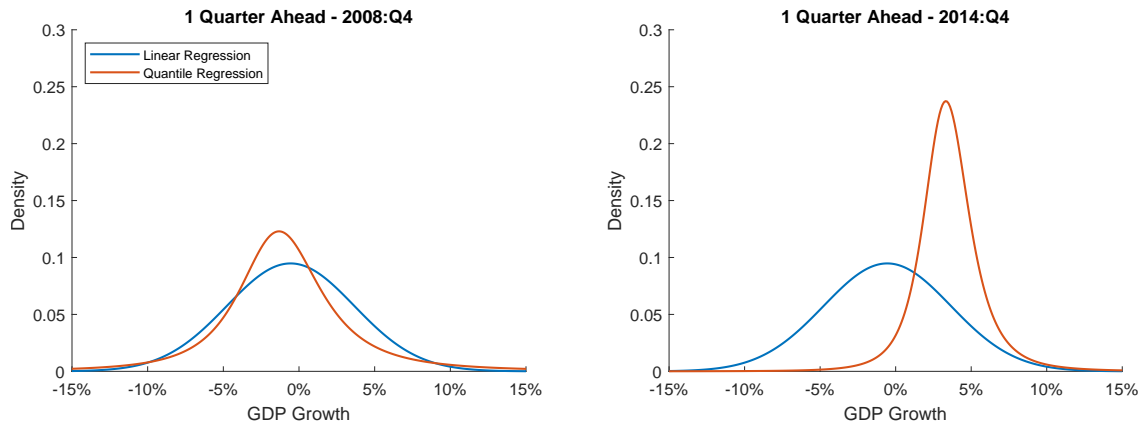 1 Quarter Ahead - 2008:Q4
0.3
0.25
0.2
0.15
0.1
0.05
0
Density
Linear Regression
Quantile Regression
-15% -10% -5% 0% 5% 10% 15%
GDP Growth
1 Quarter Ahead - 2014:Q4
0.3
0.25
0.2
0.15
0.1
0.05
0
Density
-15% -10% -5% 0% 5% 10% 15%
GDP Growth